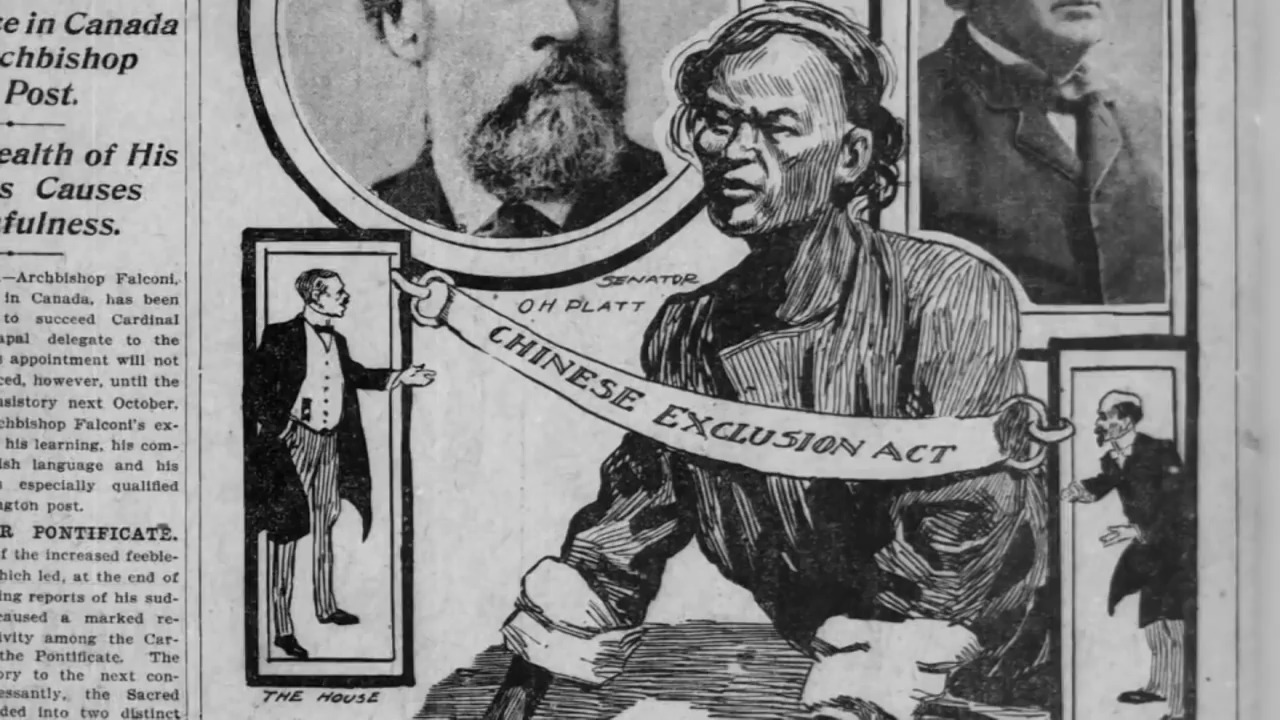 ce in Canada
chbishop
Post.
ealth of His
s Causes
fulness.
.—Archbishop Falconi,
in Canada, has been
to succeed Cardinal
apal delegate to the
s appointment will not
ced, however, until the
nsistory next October.
chbishop Falconi's ex-
his learning, his com-
ish language and his
s especially qualified
ngton post.
R PONTIFICATE.
f the increased feeble-
hich led, at the end of
ing reports of his sud-
caused a marked re-
ivity among the Car-
the Pontificate. The
ory to the next con-
essantly, the Sacred
ded into two distinct
SENATOR
OH PLATT
CHINESE EXCLUSION ACT
THE HOUSE